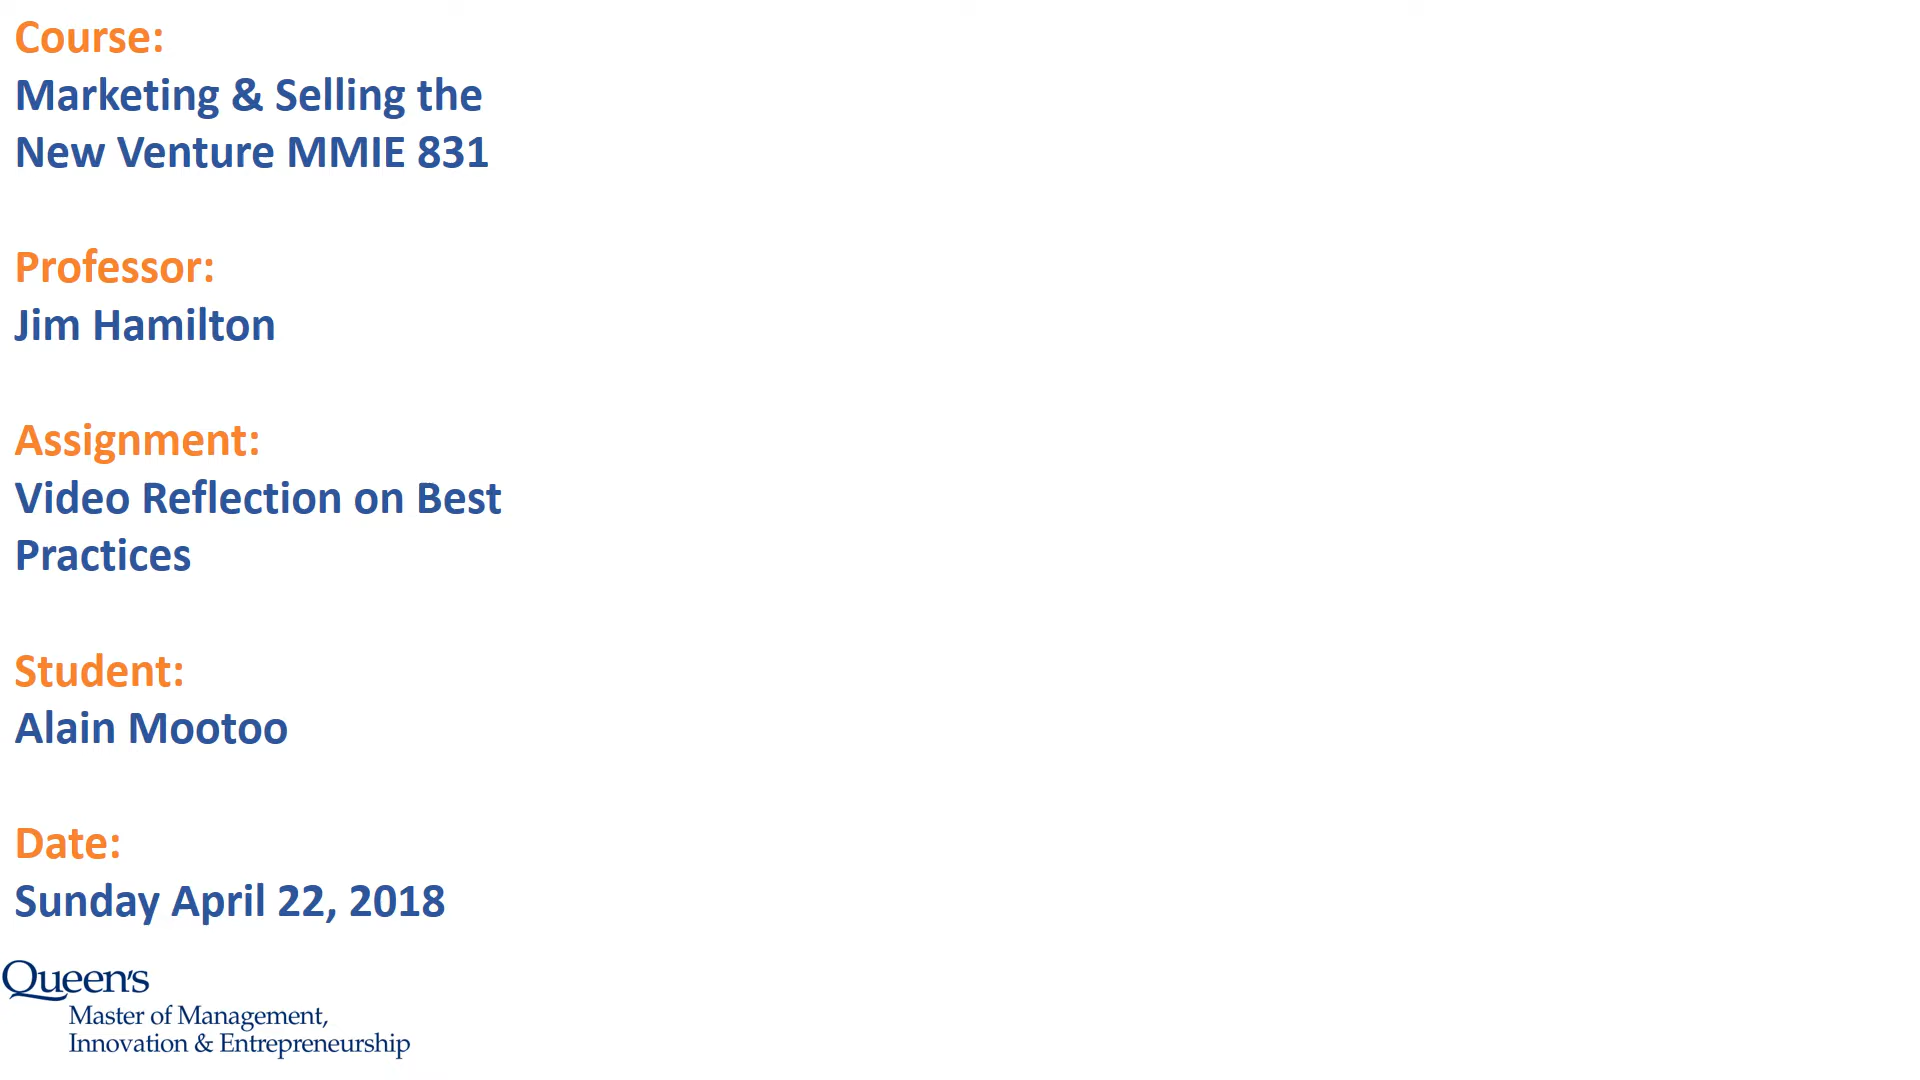 Course:
Marketing & Selling the
New Venture MMIE 831
Professor:
Jim Hamilton
Assignment:
Video Reflection on Best
Practices
Student:
Alain Mootoo
Date:
Sunday April 22, 2018
Queen's
Master of Management,
Innovation & Entrepreneurship